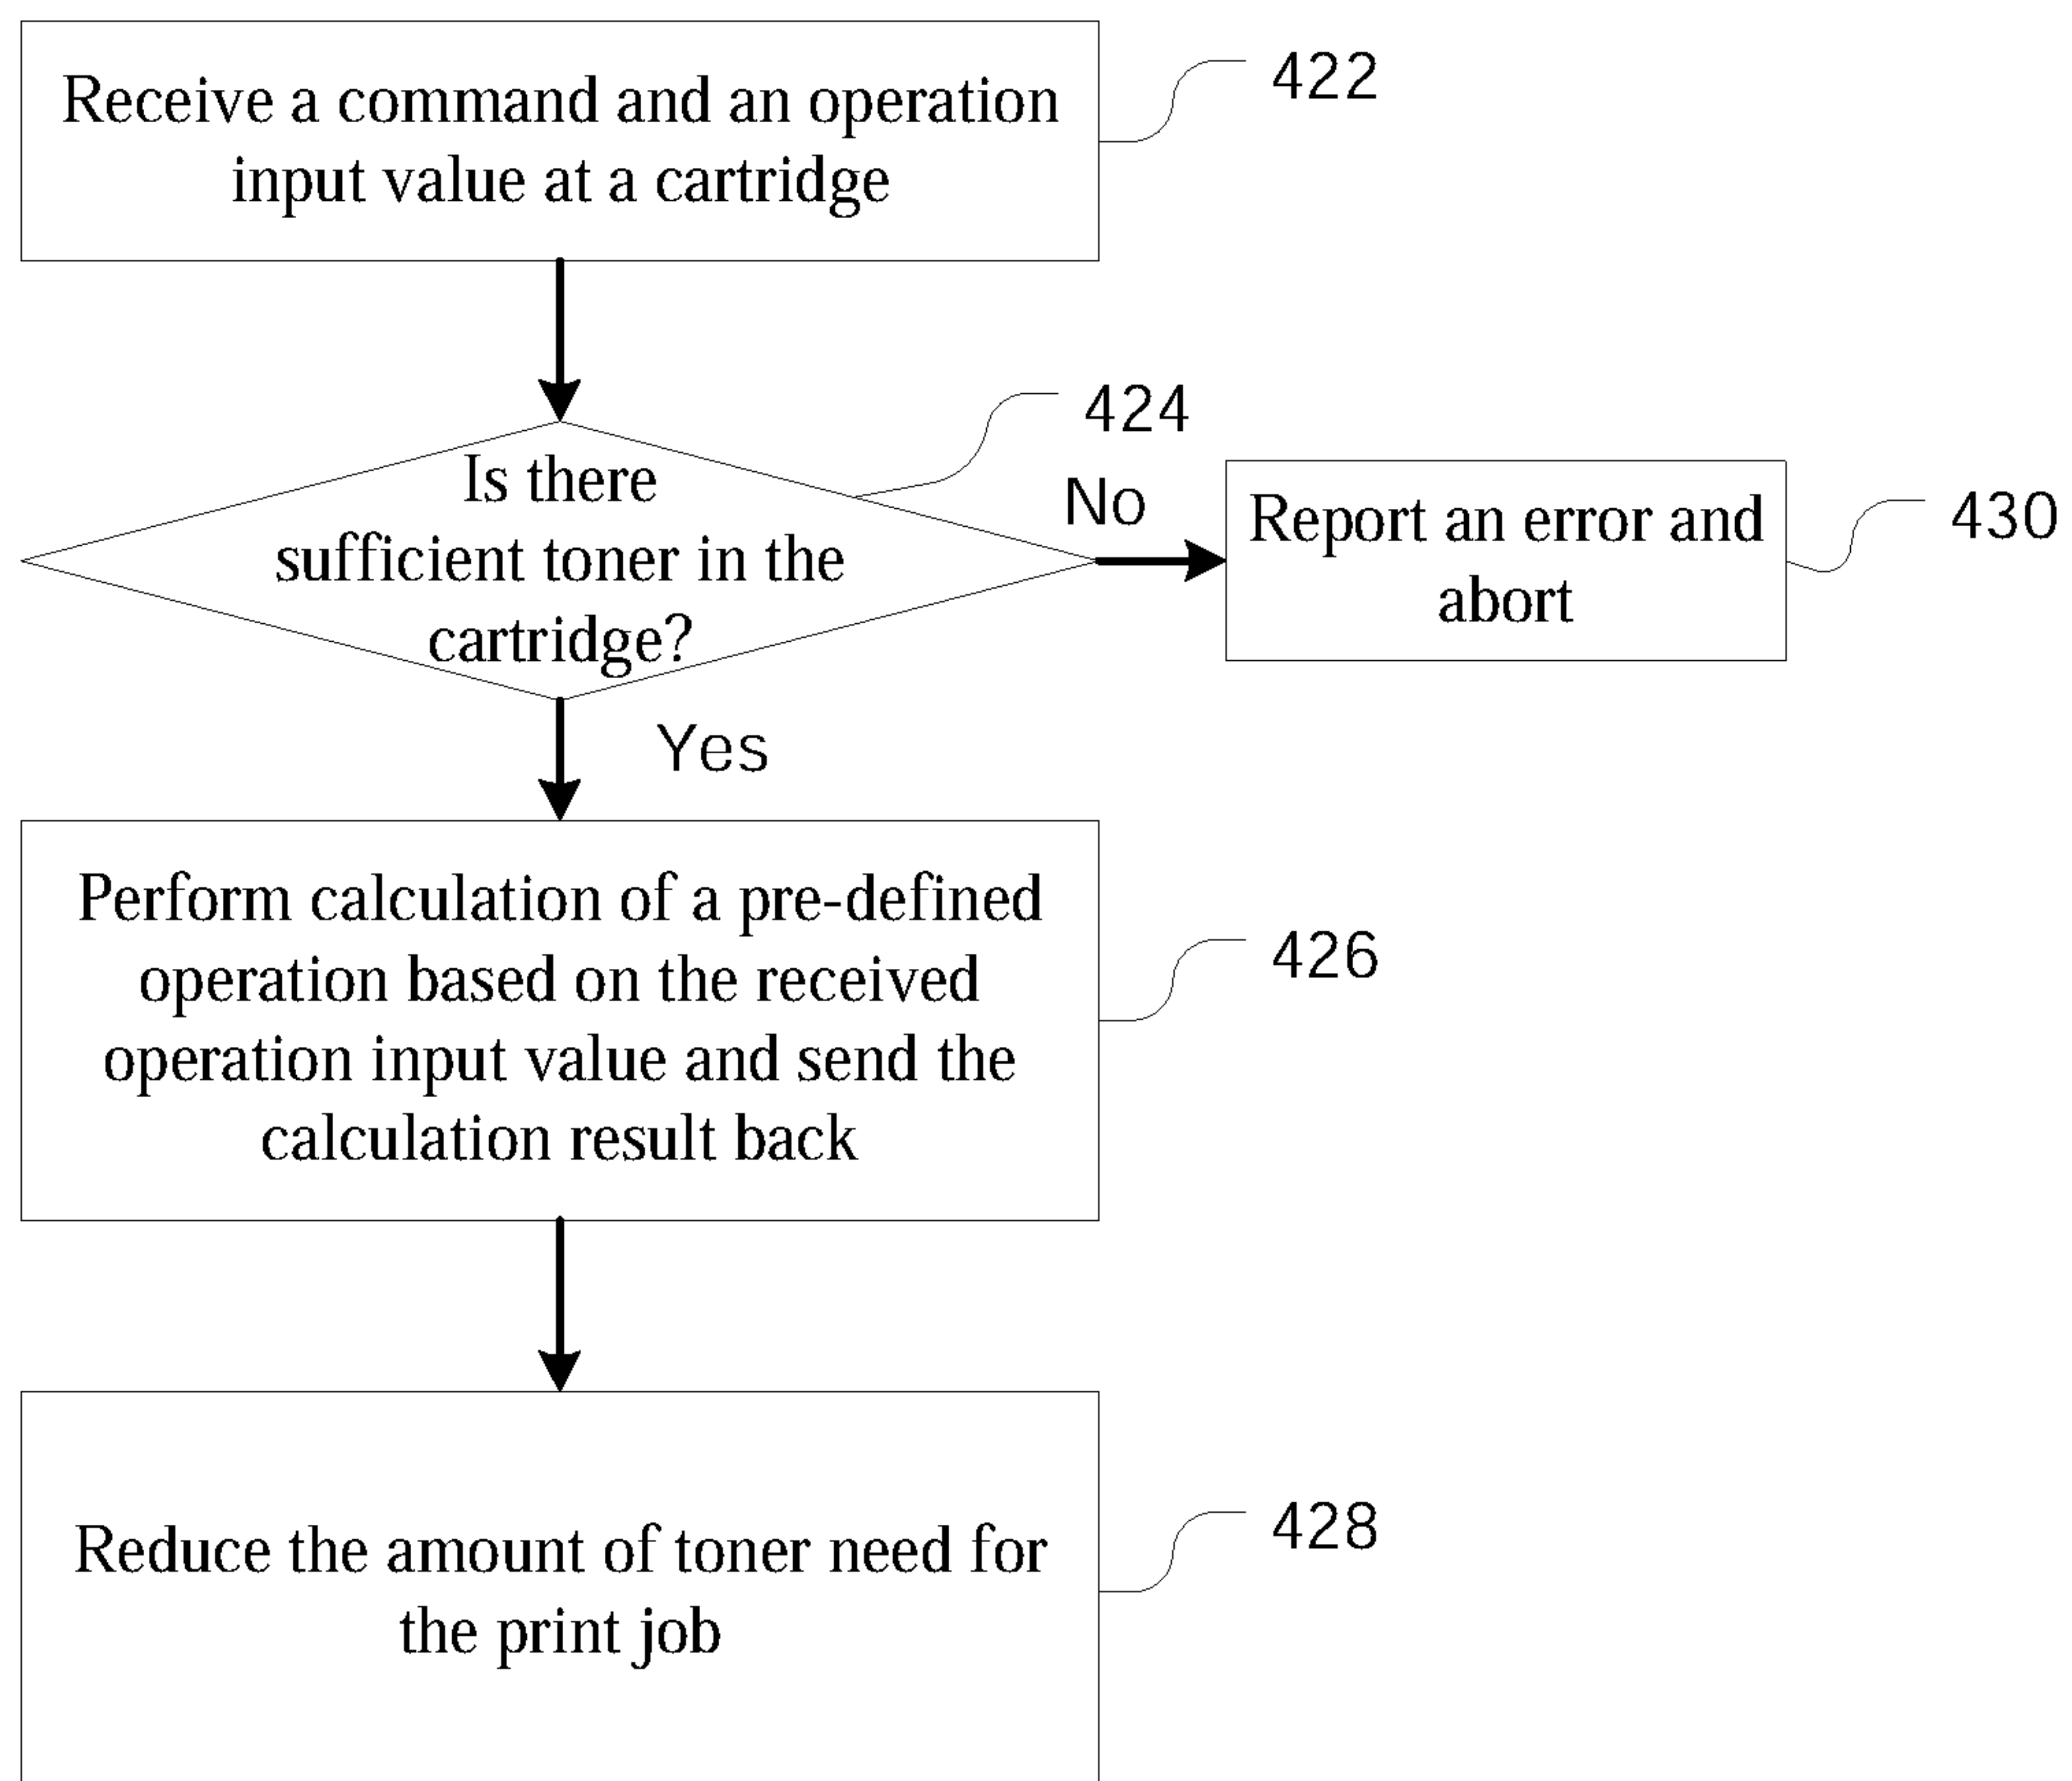 Receive a command and an operation
input value at a cartridge
422
424
Is there
sufficient toner in the
cartridge?
No
Report an error and
abort
430
Yes
Perform calculation of a pre-defined
operation based on the received
operation input value and send the
calculation result back
426
Reduce the amount of toner need for
the print job
428